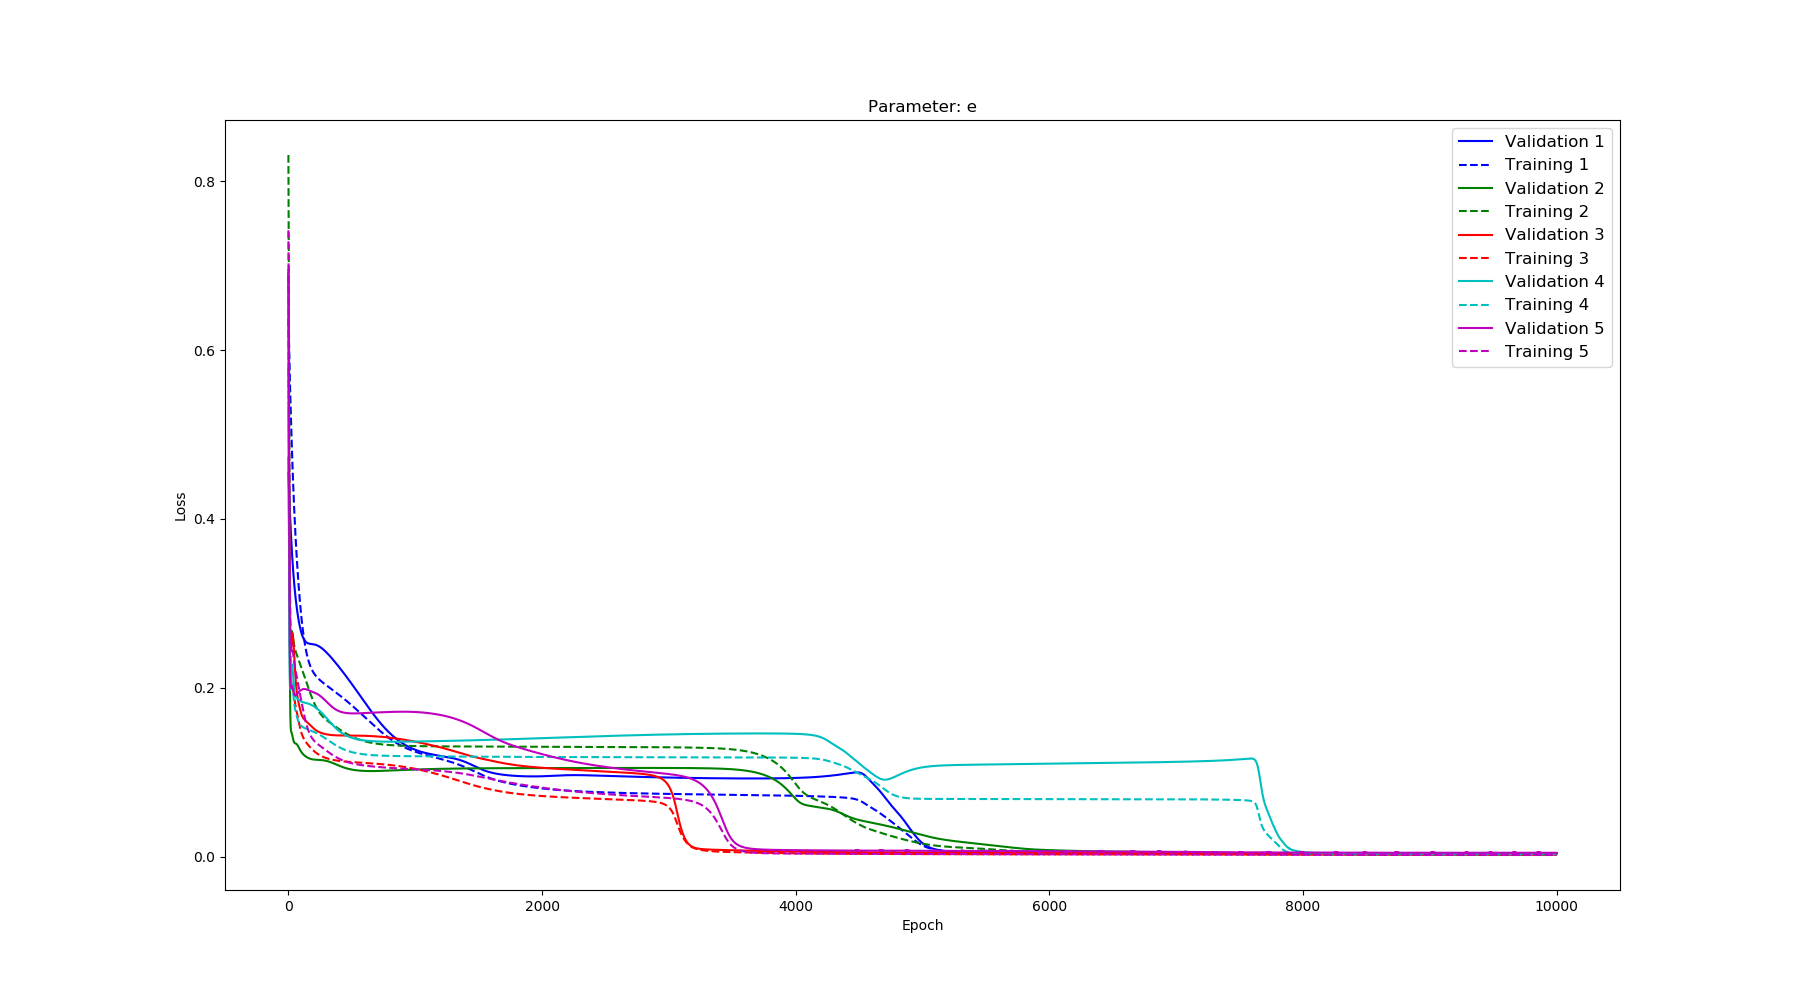 Parameter: e
Validation 1
Training 1
Validation 2
Training 2
Validation 3
Training 3
Validation 4
Training 4
Validation 5
Training 5
Loss
0.8
0.6
0.4
0.2
0.0
0 2000 4000 6000 8000 10000
Epoch